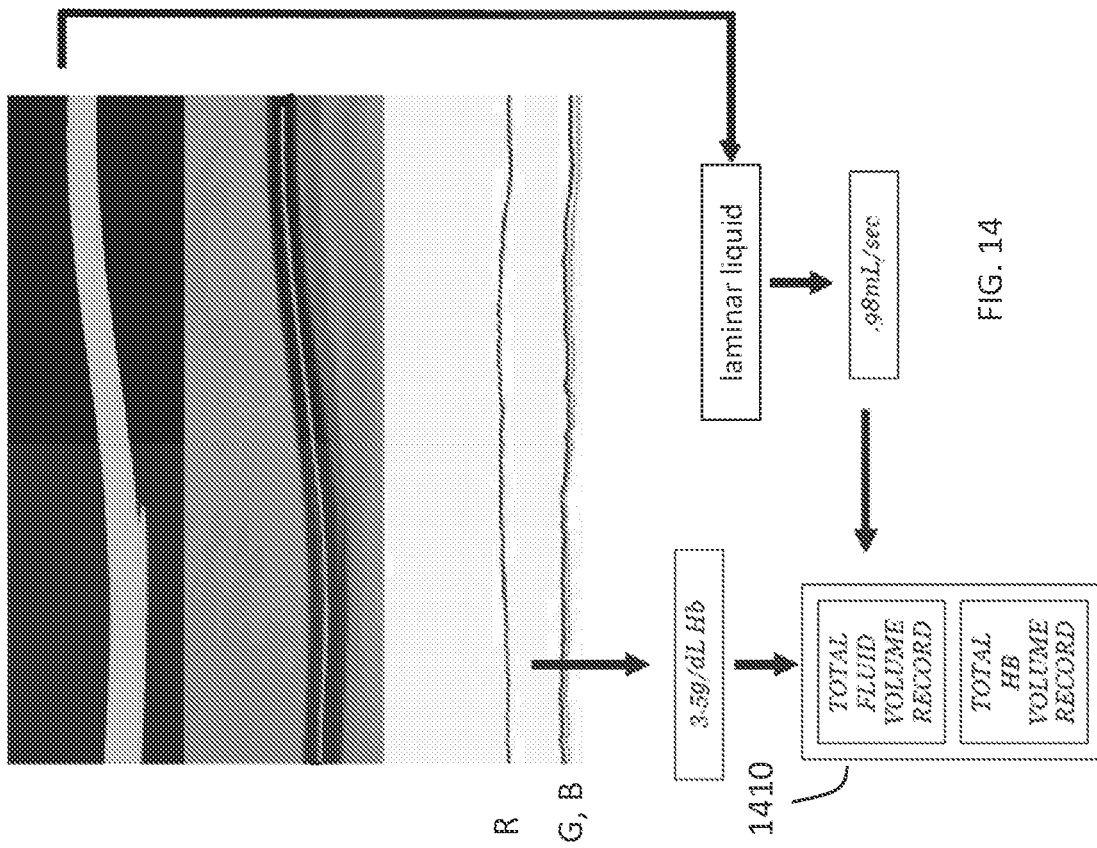 R
G, B
laminar liquid
3.5g/dL Hb
.98mL/sec
1410
TOTAL
FLUID
VOLUME
RECORD
TOTAL
HB
VOLUME
RECORD
FIG. 14